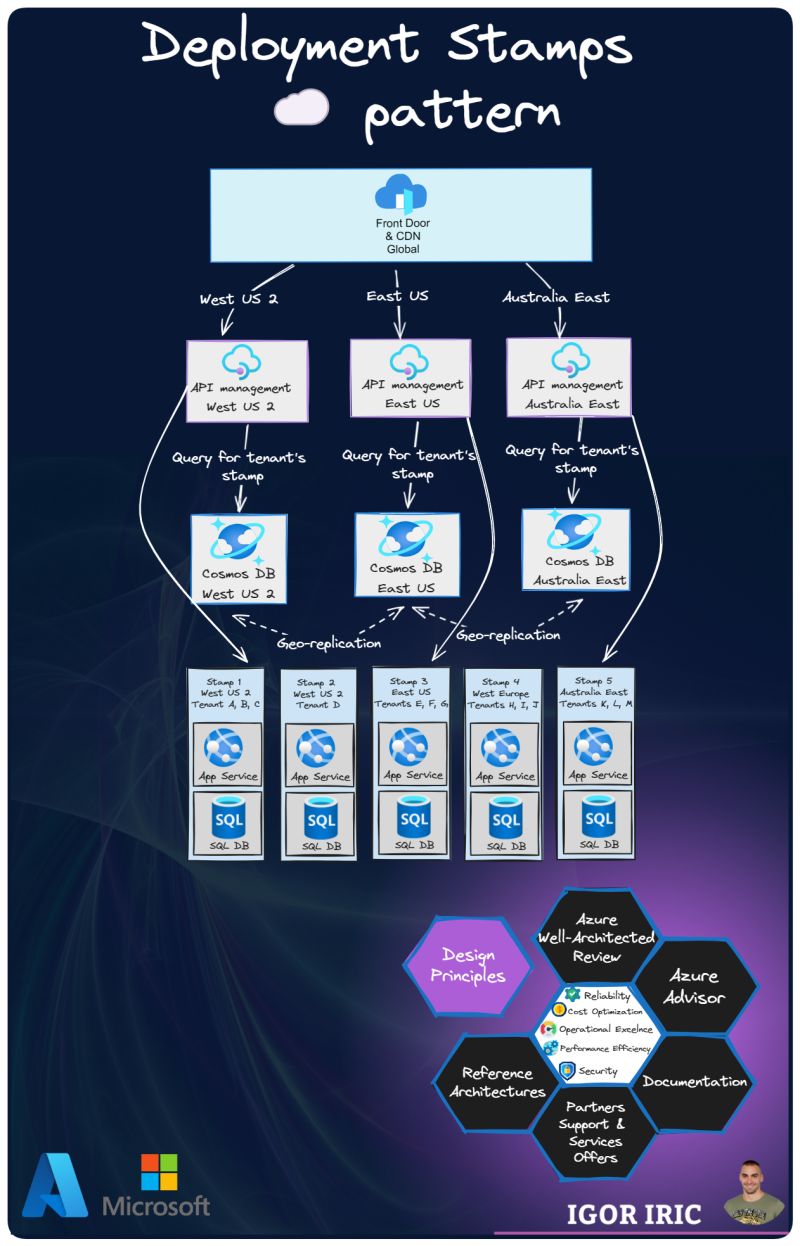 Deployment Stamps
pattern
Front Door
& CDN
Global
West US 2
East US
Australia East
API management
West US 2
API management
East US
API management
Australia East
Query for tenant's
stamp
Query for tenant's
stamp
Query for tenant's
stamp
Cosmos DB
West US 2
Cosmos DB
East US
Cosmos DB
Australia East
Geo-replication
Geo-replication
Stamp 1
West US 2
Tenant A, B, C
App Service
SQL
SQL DB
Stamp 2
West US 2
Tenant D
App Service
SQL
SQL DB
Stamp 3
East US
Tenants E, F, G
App Service
SQL
SQL DB
Stamp 4
West Europe
Tenants H, I, J
App Service
SQL
SQL DB
Stamp 5
Australia East
Tenants K, L, M
App Service
SQL
SQL DB
Design
Principles
Azure
Well-Architected
Review
Azure
Advisor
Reliability
Cost Optimization
Operational Excelnce
Performance Efficiency
Security
Reference
Architectures
Documentation
Partners
Support &
Services
Offers
Microsoft
IGOR IRIC